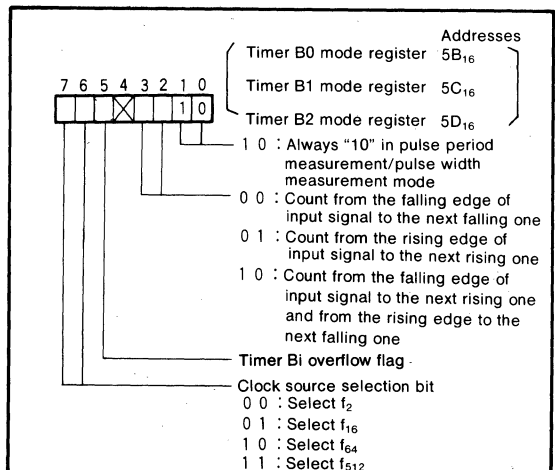 Addresses
Timer B0 mode register 5B₁₆
Timer B1 mode register 5C₁₆
Timer B2 mode register 5D₁₆
7 6 5 4 3 2 1 0
1 0
1 0 : Always “10” in pulse period
measurement/pulse width
measurement mode
0 0 : Count from the falling edge of
input signal to the next falling one
0 1 : Count from the rising edge of
input signal to the next rising one
1 0 : Count from the falling edge of
input signal to the next rising one
and from the rising edge to the
next falling one
Timer Bi overflow flag
Clock source selection bit
0 0 : Select f₂
0 1 : Select f₁₆
1 0 : Select f₆₄
1 1 : Select f₅₁₂